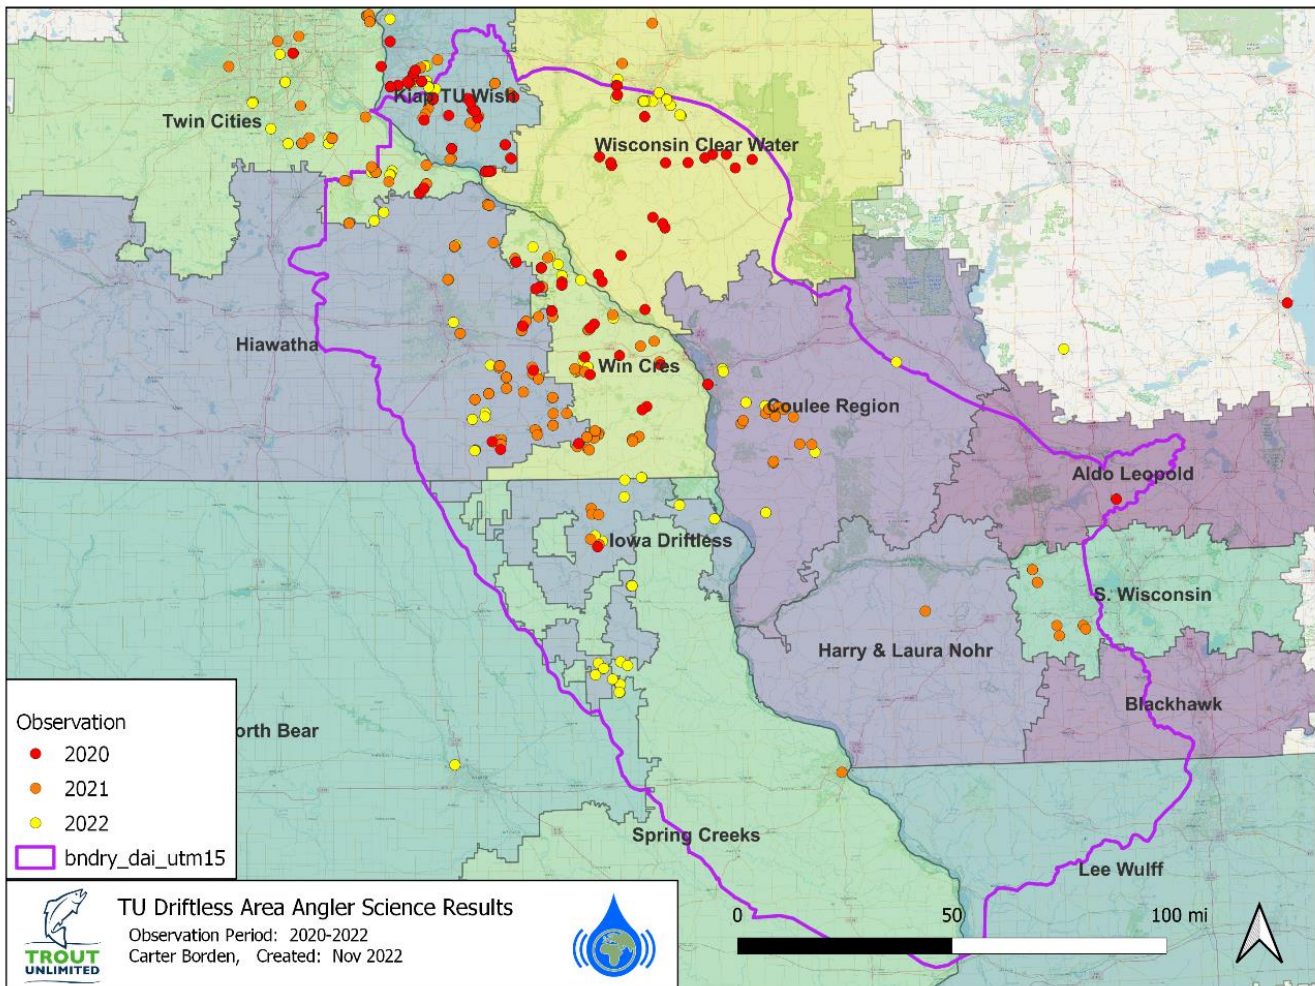 Kiap TU Wish
Twin Cities
Wisconsin Clear Water
Hiawatha
Win Cres
Coulee Region
Aldo Leopold
Iowa Driftless
S. Wisconsin
Harry & Laura Nohr
Blackhawk
orth Bear
Spring Creeks
Lee Wulff
Observation
2020
2021
2022
bndry_dai_utm15
TU Driftless Area Angler Science Results
Observation Period: 2020-2022
Carter Borden, Created: Nov 2022
TROUT
UNLIMITED
0 50 100 mi